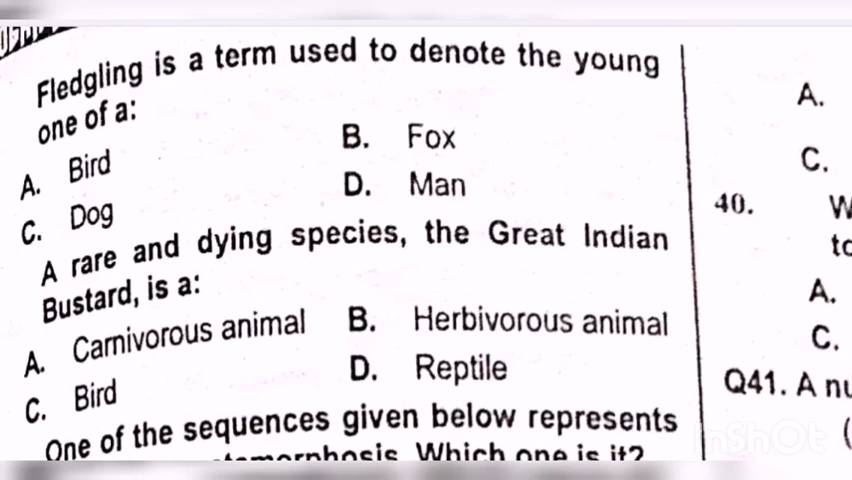 Fledgling is a term used to denote the young
one of a:
A. Bird B. Fox
C. Dog D. Man
A rare and dying species, the Great Indian
Bustard, is a:
A. Carnivorous animal B. Herbivorous animal
C. Bird D. Reptile
One of the sequences given below represents
Which one is it?
A.
C.
40.
A.
C.
Q41. A
(
InShOt